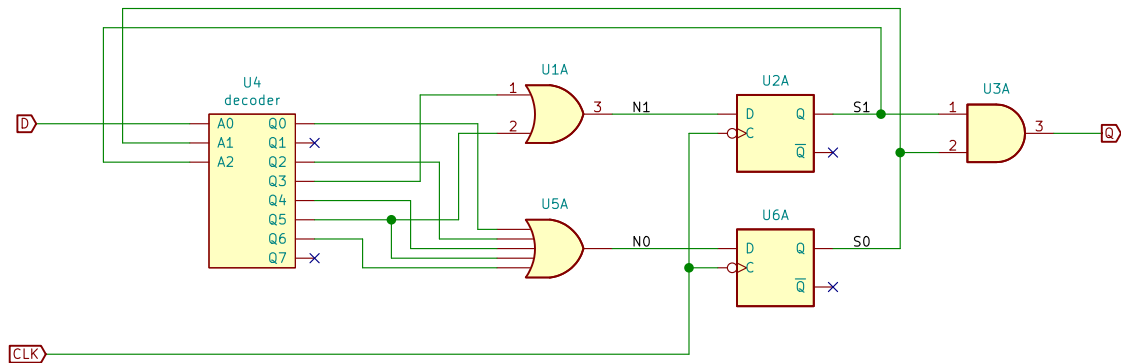 U4
decoder
D
A0
A1
A2
Q0
Q1
Q2
Q3
Q4
Q5
Q6
Q7
U1A
1
2
3
N1
U5A
N0
U2A
D
C
Q
Q
S1
U6A
D
C
Q
Q
S0
U3A
1
2
3
Q
CLK